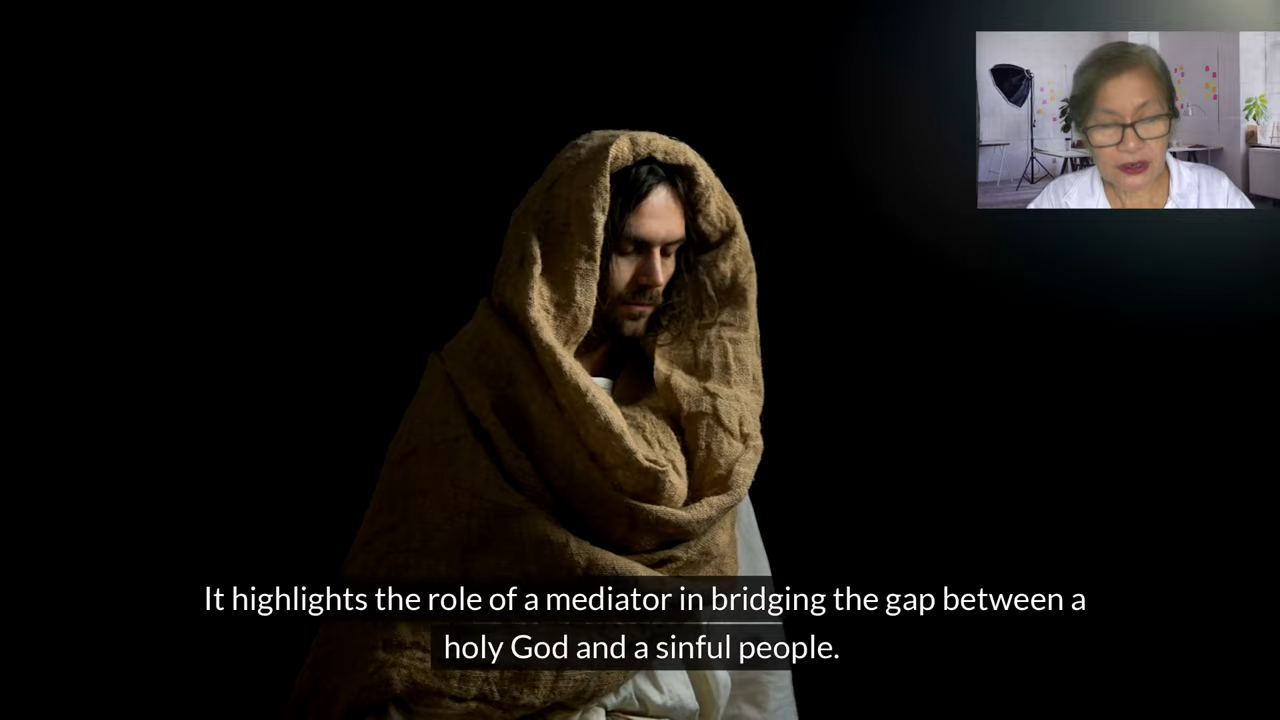 It highlights the role of a mediator in bridging the gap between a
holy God and a sinful people.